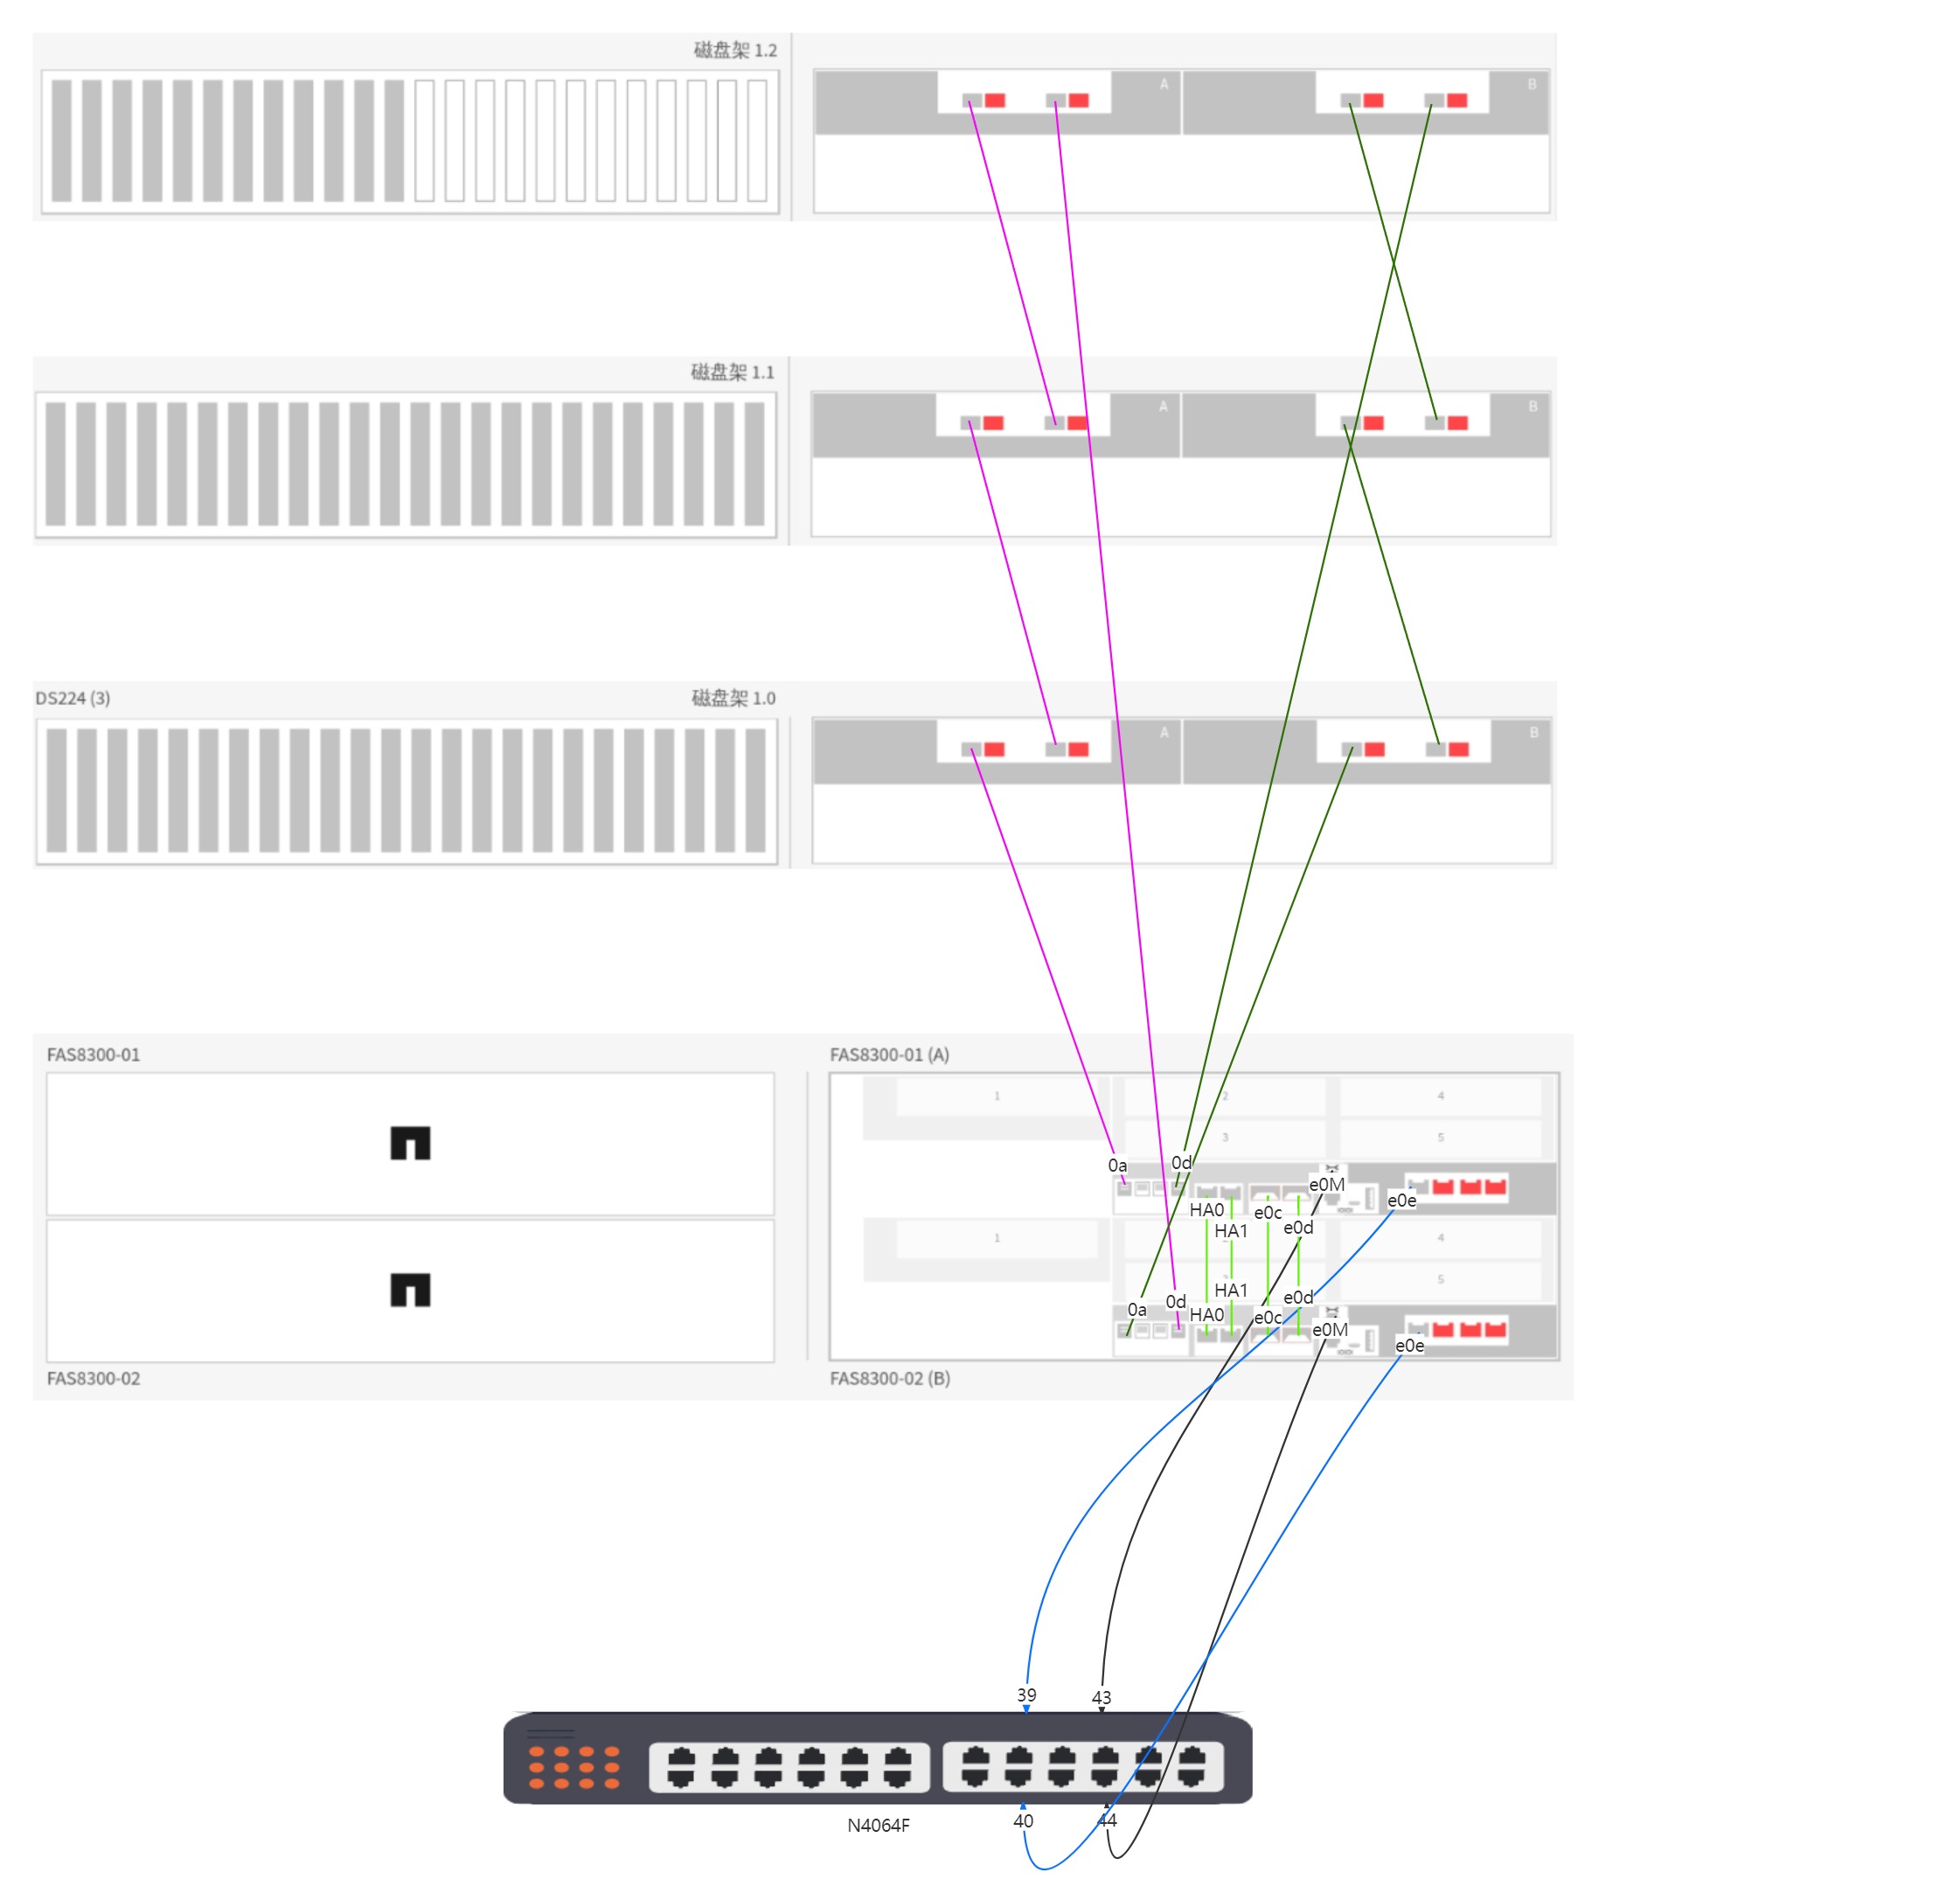 磁盘架 1.2
A
B
磁盘架 1.1
A
B
DS224 (3)
磁盘架 1.0
A
B
FAS8300-01
FAS8300-01 (A)
1
2
4
3
5
0a
0d
e0M
e0e
HA0
HA1
e0c
e0d
1
4
5
HA1
e0d
0a
0d
HA0
e0c
e0M
e0e
FAS8300-02
FAS8300-02 (B)
39
43
40
44
N4064F